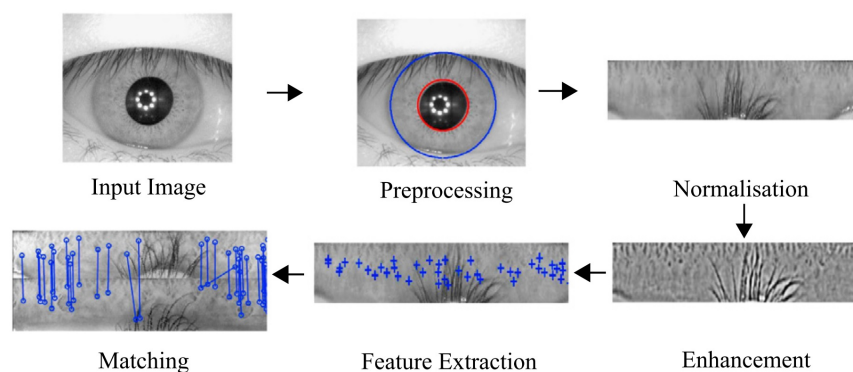 Input Image
Preprocessing
Normalisation
Matching
Feature Extraction
Enhancement